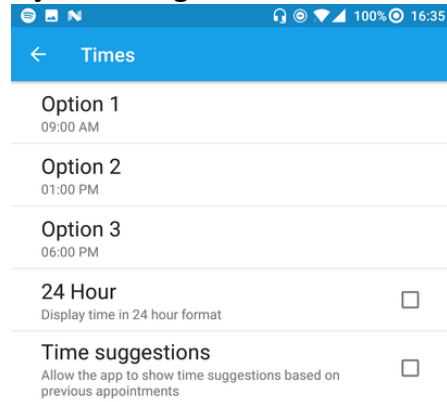 100% 16:35
Times
Option 1
09:00 AM
Option 2
01:00 PM
Option 3
06:00 PM
24 Hour
Display time in 24 hour format
Time suggestions
Allow the app to show time suggestions based on
previous appointments